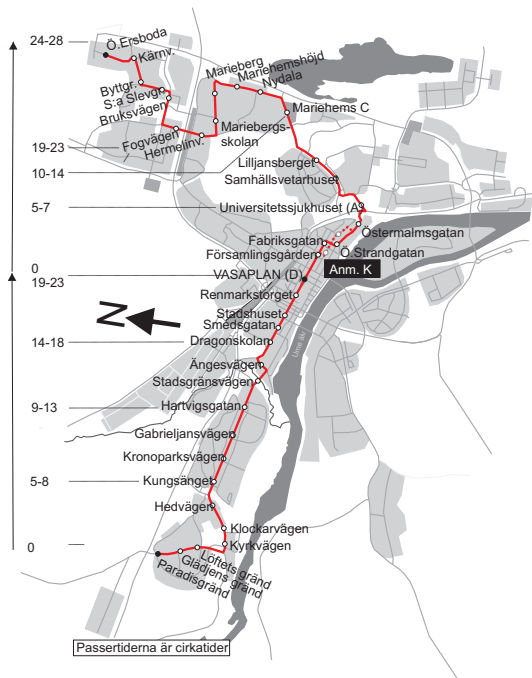 24-28
Ö.Ersboda
Kärnv.
Byttgr.
S:a Slevgr.
Bruksvägen
Fogvägen
Hermelinv.
Marieberg
Mariehemshöjd
Nydala
Mariehems C
Mariebergs-
skolan
19-23
10-14
Lilljansberget
Samhällsvetarhuset
5-7
Universitetssjukhuset (A)
Östermalmsgatan
Fabriksgatan
Ö.Strandgatan
Församlingsgården
Anm. K
0
19-23
VASAPLAN (D)
Renmarkstorget
N
Stadshuset
Smedsgatan
14-18
Dragonskolan
Ume älv
Ängesvägen
Stadsgränsvägen
9-13
Hartvigsgatan
Gabrieljansvägen
Kronoparksvägen
5-8
Kungsänget
Hedvägen
Klockarvägen
0
Kyrkvägen
Löftets gränd
Glädjens gränd
Paradisgränd
Passertiderna är cirkatider